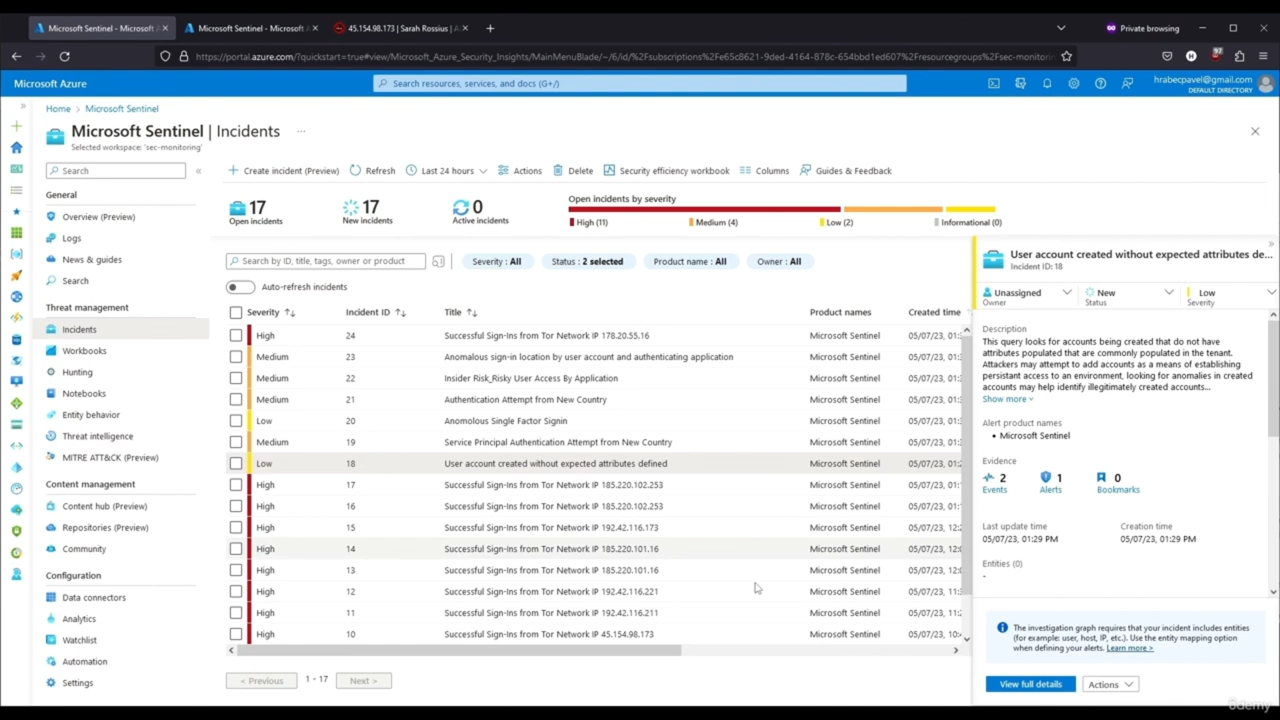 Microsoft Sentinel - Microsoft A
Microsoft Sentinel - Microsoft A
45.154.98.173 | Sarah Rossius | A
Private browsing
https://portal.azure.com/?quickstart=true#view/Microsoft_Azure_Security_Insights/MainMenuBlade/~/6/id/%2Fsubscriptions%2Fe65c8621-9ded-4164-878c-654bbd1ed607%2Fresourcegroups%2Fsec-monitori
97
Microsoft Azure
Search resources, services, and docs (G+/)
hrabecpavel@gmail.com
DEFAULT DIRECTORY
Home > Microsoft Sentinel
Microsoft Sentinel | Incidents ...
Selected workspace: 'sec-monitoring'
Search
General
Overview (Preview)
Logs
News & guides
Search
Threat management
Incidents
Workbooks
Hunting
Notebooks
Entity behavior
Threat intelligence
MITRE ATT&CK (Preview)
Content management
Content hub (Preview)
Repositories (Preview)
Community
Configuration
Data connectors
Analytics
Watchlist
Automation
Settings
Create incident (Preview) Refresh Last 24 hours Actions Delete Security efficiency workbook Columns Guides & Feedback
17 Open incidents
17 New incidents
0 Active incidents
Open incidents by severity
High (11) Medium (4) Low (2) Informational (0)
Search by ID, title, tags, owner or product
Severity : All Status : 2 selected Product name : All Owner : All
Auto-refresh incidents
Severity Incident ID Title Product names Created time
High 24 Successful Sign-Ins from Tor Network IP 178.20.55.16 Microsoft Sentinel 05/07/23, 01:3
Medium 23 Anomalous sign-in location by user account and authenticating application Microsoft Sentinel 05/07/23, 01:3
Medium 22 Insider Risk_Risky User Access By Application Microsoft Sentinel 05/07/23, 01:3
Medium 21 Authentication Attempt from New Country Microsoft Sentinel 05/07/23, 01:3
Low 20 Anomolous Single Factor Signin Microsoft Sentinel 05/07/23, 01:3
Medium 19 Service Principal Authentication Attempt from New Country Microsoft Sentinel 05/07/23, 01:3
Low 18 User account created without expected attributes defined Microsoft Sentinel 05/07/23, 01:2
High 17 Successful Sign-Ins from Tor Network IP 185.220.102.253 Microsoft Sentinel 05/07/23, 01:
High 16 Successful Sign-Ins from Tor Network IP 185.220.102.253 Microsoft Sentinel 05/07/23, 01:
High 15 Successful Sign-Ins from Tor Network IP 192.42.116.173 Microsoft Sentinel 05/07/23, 12:
High 14 Successful Sign-Ins from Tor Network IP 185.220.101.16 Microsoft Sentinel 05/07/23, 12:
High 13 Successful Sign-Ins from Tor Network IP 185.220.101.16 Microsoft Sentinel 05/07/23, 12:
High 12 Successful Sign-Ins from Tor Network IP 192.42.116.221 Microsoft Sentinel 05/07/23, 11:
High 11 Successful Sign-Ins from Tor Network IP 192.42.116.211 Microsoft Sentinel 05/07/23, 11:
High 10 Successful Sign-Ins from Tor Network IP 45.154.98.173 Microsoft Sentinel 05/07/23, 10:
< Previous 1 - 17 Next >
User account created without expected attributes de...
Incident ID: 18
Unassigned New Low
Owner Status Severity
Description
This query looks for accounts being created that do not have
attributes populated that are commonly populated in the tenant.
Attackers may attempt to add accounts as a means of establishing
persistant access to an environment, looking for anomalies in created
accounts may help identify illegitimately created accounts...
Show more
Alert product names
• Microsoft Sentinel
Evidence
2 1 0
Events Alerts Bookmarks
Last update time Creation time
05/07/23, 01:29 PM 05/07/23, 01:29 PM
Entities (0)
-
The investigation graph requires that your incident includes entities
(for example: user, host, IP, etc.). Use the entity mapping option
when defining your alerts. Learn more >
View full details Actions
ûdemy